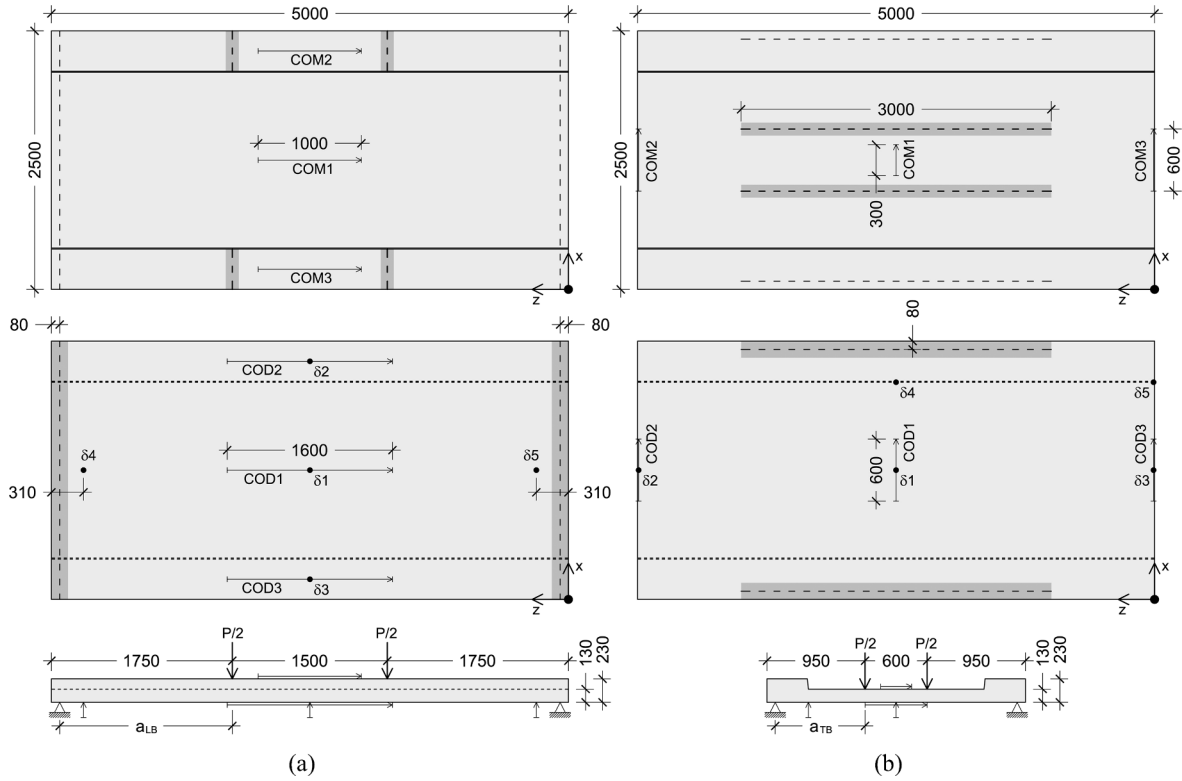 5000
COM2
2500
1000
COM1
COM3
x
z
80
80
COD2
δ2
1600
δ4
δ5
COD1
δ1
310
310
COD3
δ3
x
z
P/2
P/2
1750
1500
1750
130
230
aLB
(a)
5000
3000
2500
COM2
COM1
COM3
600
300
x
z
80
δ4
δ5
COD2
COD1
COD3
600
δ2
δ1
δ3
x
z
P/2
P/2
950
600
950
130
230
aTB
(b)